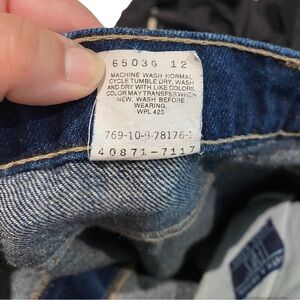 6503G 12
MACHINE WASH NORMAL
CYCLE TUMBLE DRY, WASH
AND DRY WITH LIKE COLORS.
COLOR MAY TRANSFER WHEN
NEW, WASH BEFORE
WEARING.
WPL 423
769-10-9-78176-1
40871-7117